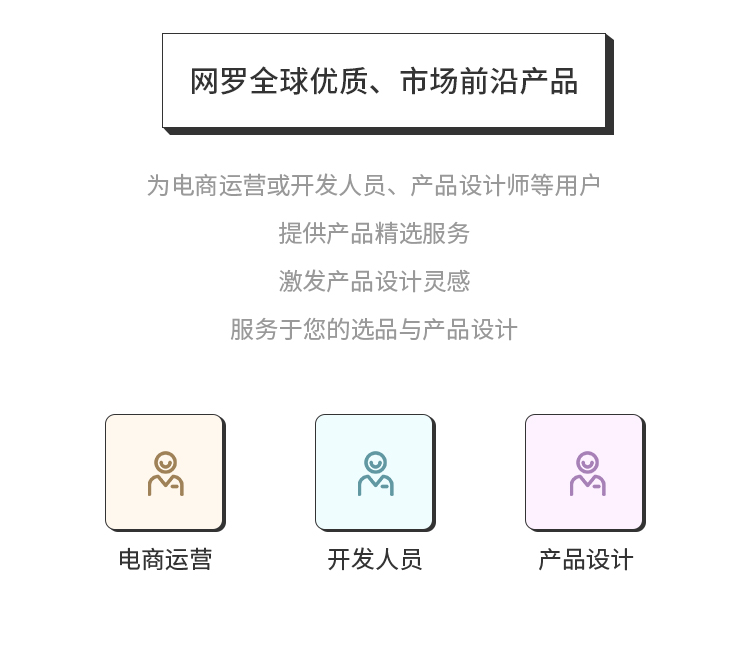 网罗全球优质、市场前沿产品
为电商运营或开发人员、产品设计师等用户
提供产品精选服务
激发产品设计灵感
服务于您的选品与产品设计
电商运营
开发人员
产品设计